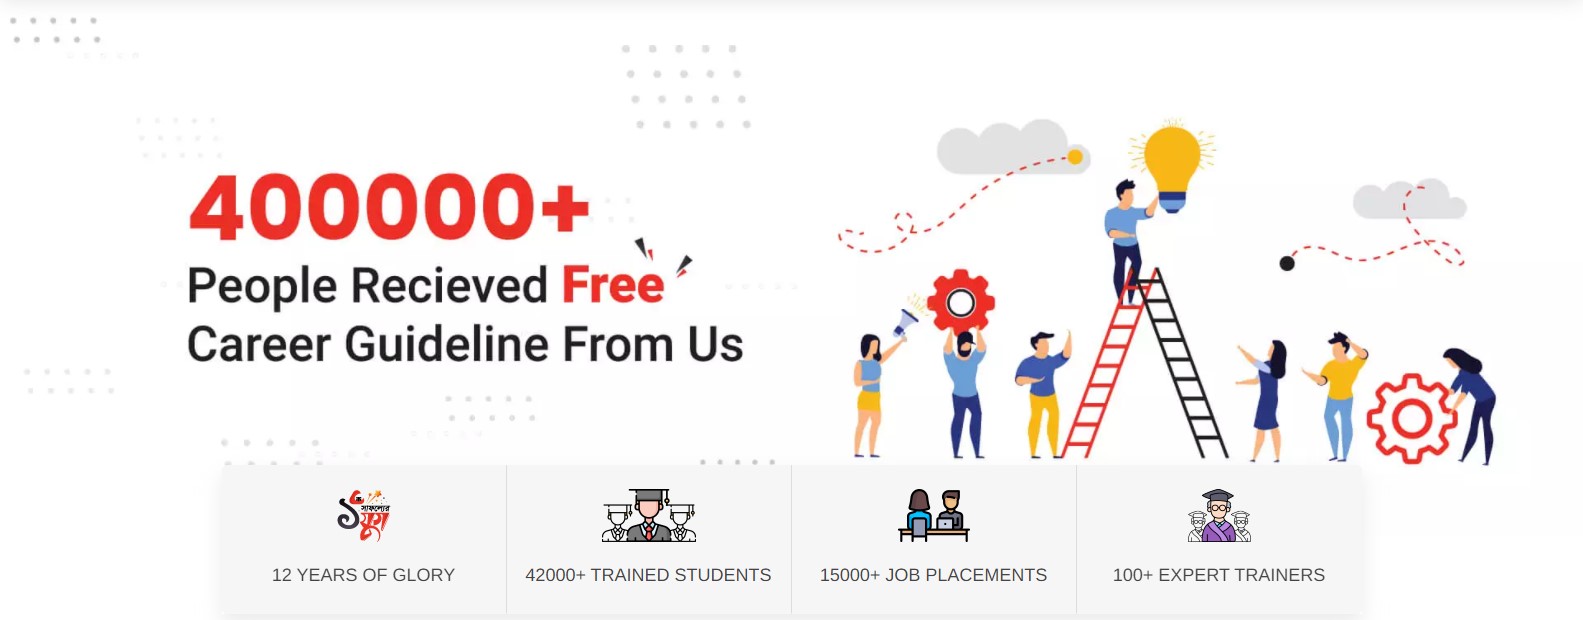 400000+
People Recieved Free
Career Guideline From Us
সাফল্যের
যুগ
12 YEARS OF GLORY
42000+ TRAINED STUDENTS
15000+ JOB PLACEMENTS
100+ EXPERT TRAINERS